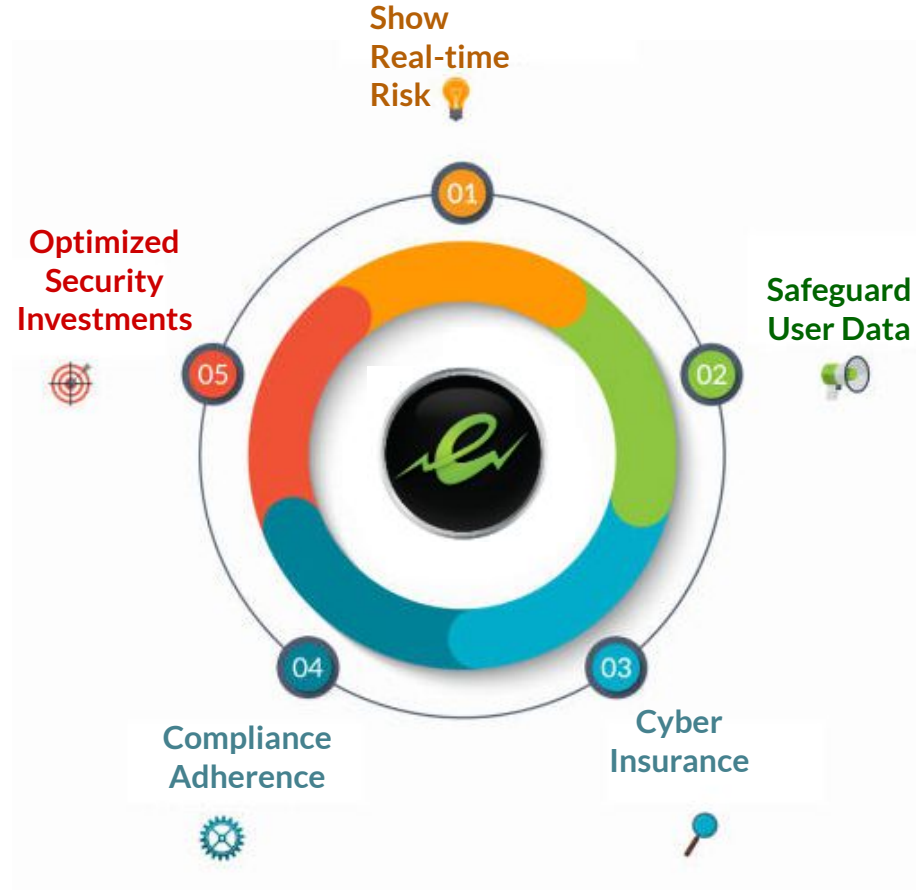 Show
Real-time
Risk
01
Optimized
Security
Investments
05
Safeguard
User Data
02
04
03
Compliance
Adherence
Cyber
Insurance
e